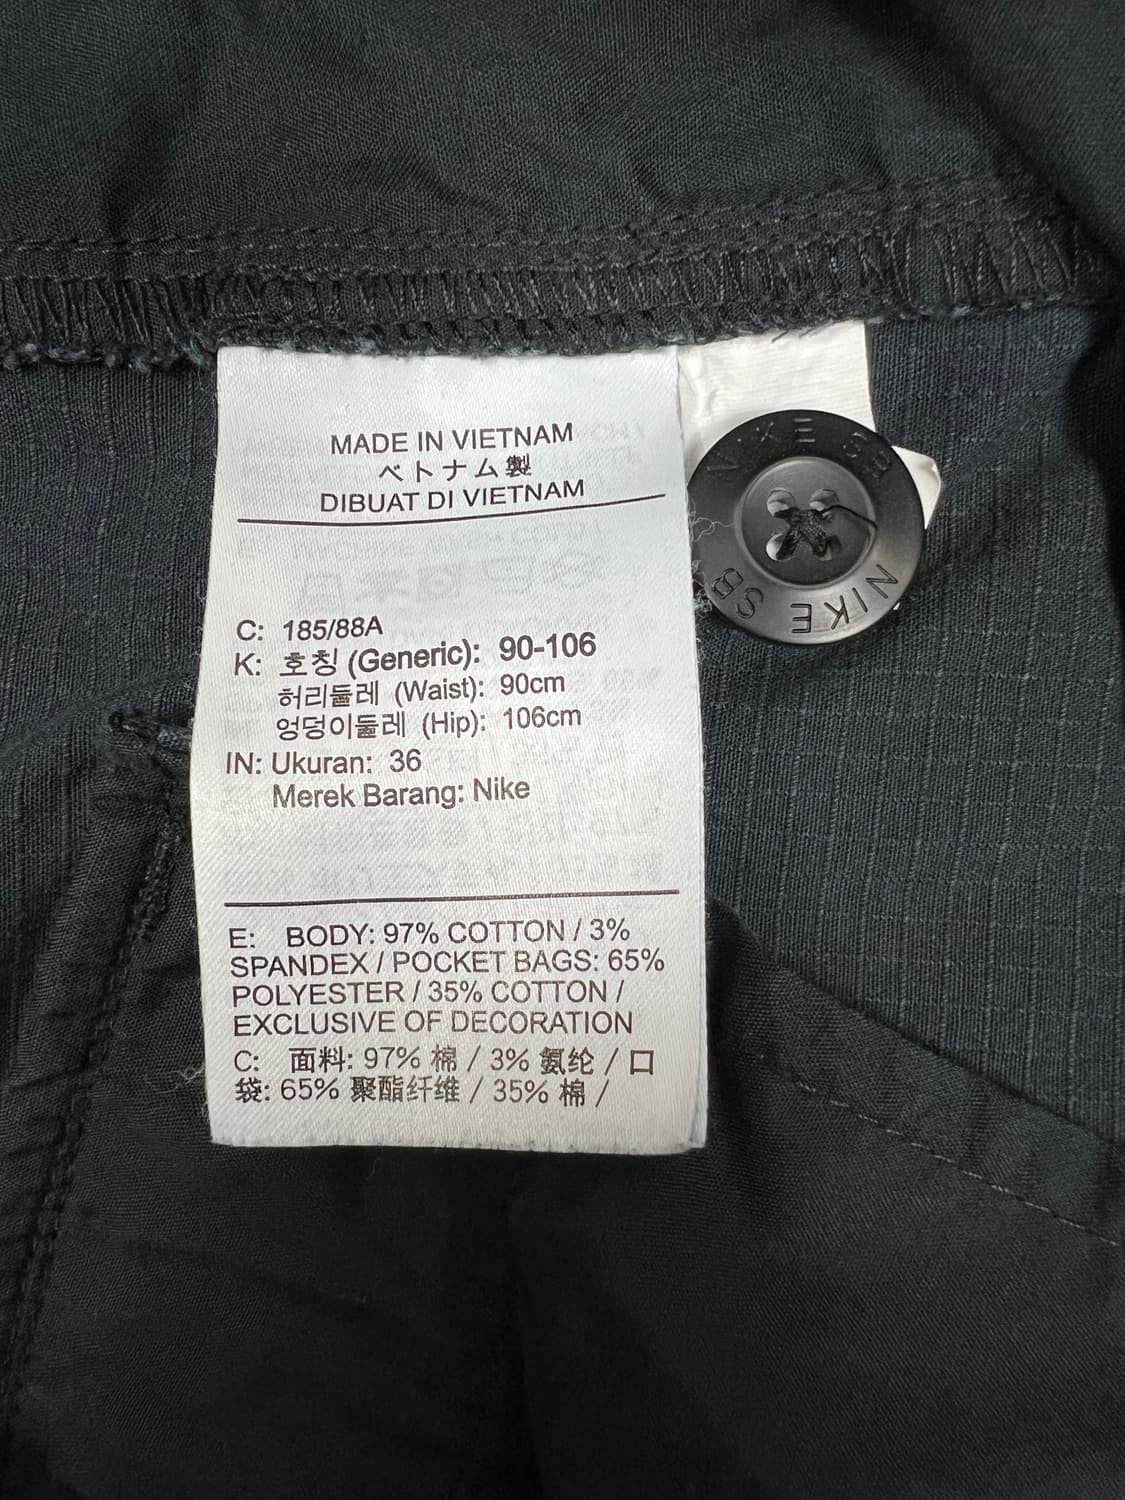 MADE IN VIETNAM
ベトナム製
DIBUAT DI VIETNAM
C: 185/88A
K: 호칭 (Generic): 90-106
허리둘레 (Waist): 90cm
엉덩이둘레 (Hip): 106cm
IN: Ukuran: 36
Merek Barang: Nike
E: BODY: 97% COTTON / 3%
SPANDEX / POCKET BAGS: 65%
POLYESTER / 35% COTTON /
EXCLUSIVE OF DECORATION
C: 面料: 97% 棉 / 3% 氨纶 / 口
袋: 65% 聚酯纤维 / 35% 棉 /
NIKE SB
NIKE SB